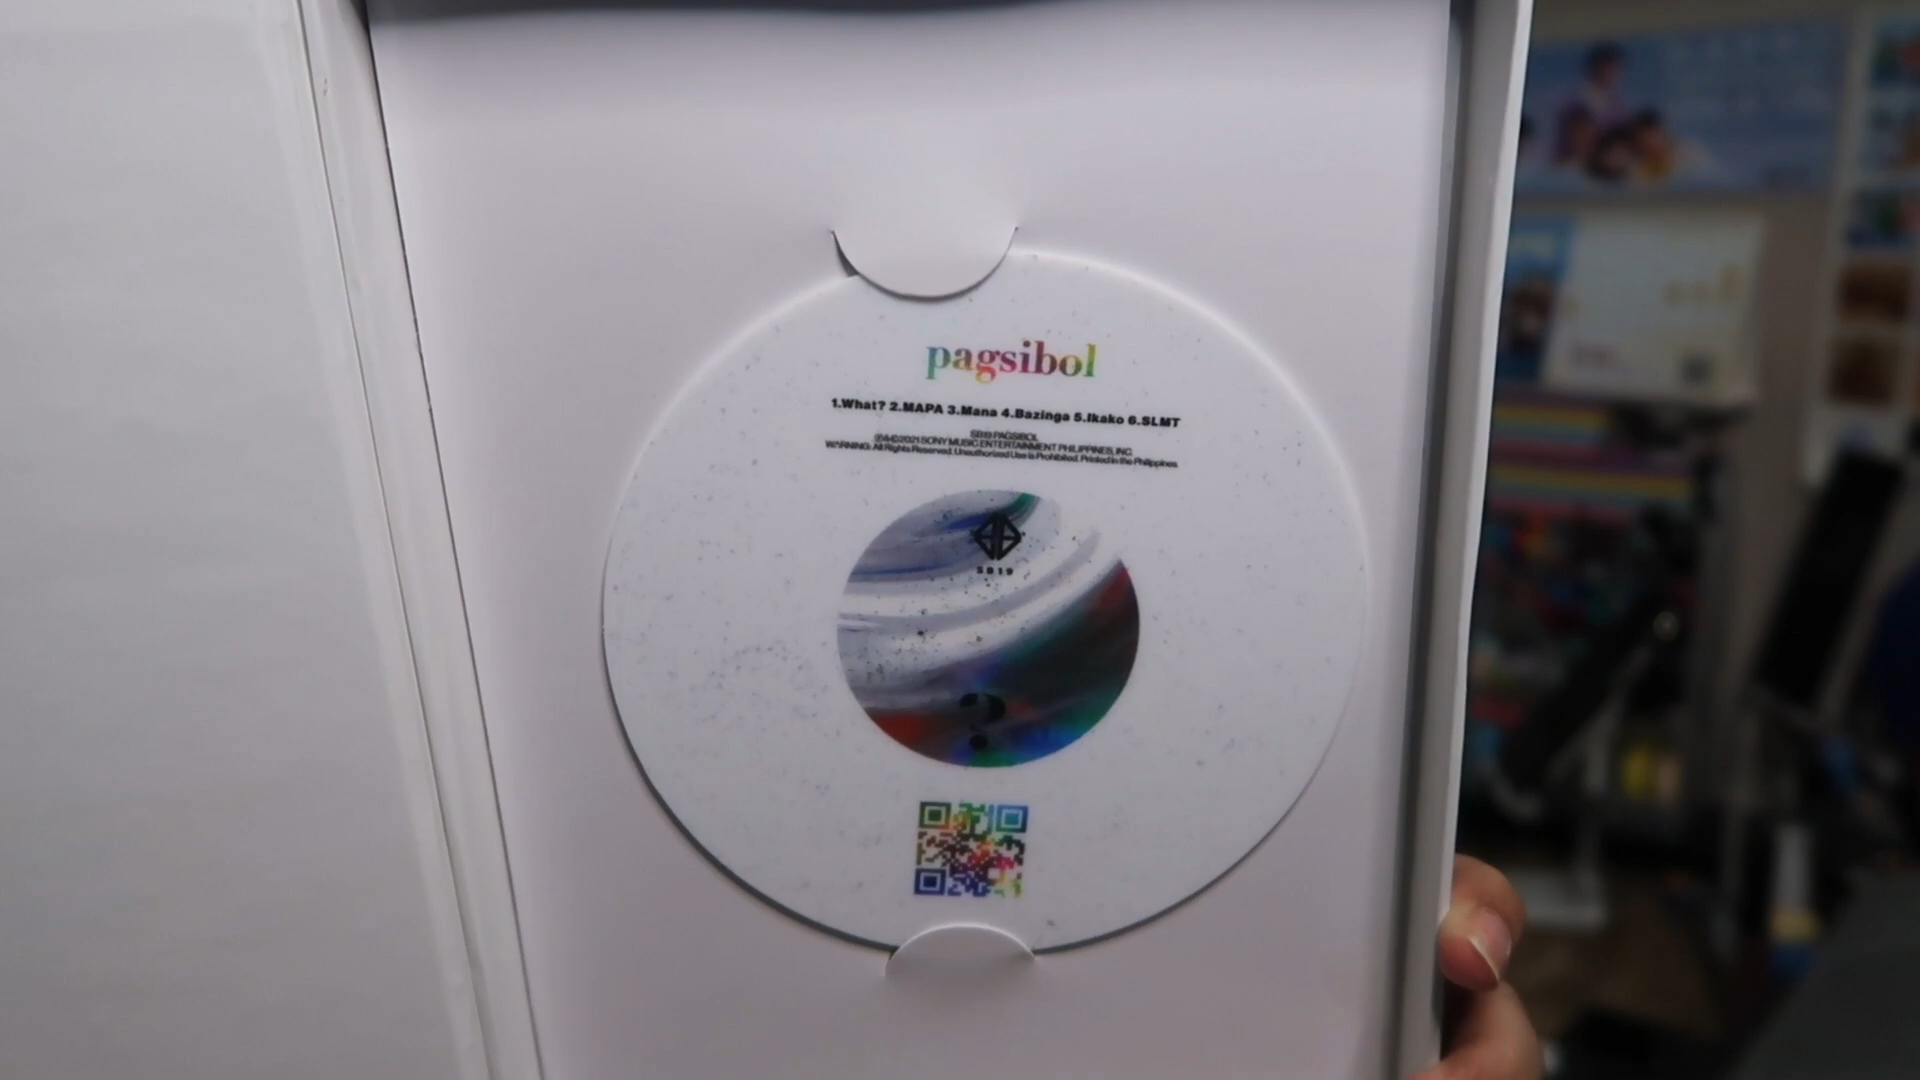 pagsibol
1.What? 2.MAPA 3.Mana 4.Bazinga 5.Ikako 6.SLMT
SB19 PAGSIBOL
℗&©2021 SONY MUSIC ENTERTAINMENT PHILIPPINES, INC.
WARNING: All Rights Reserved. Unauthorized Use is Prohibited. Printed in the Philippines.
SB19
?